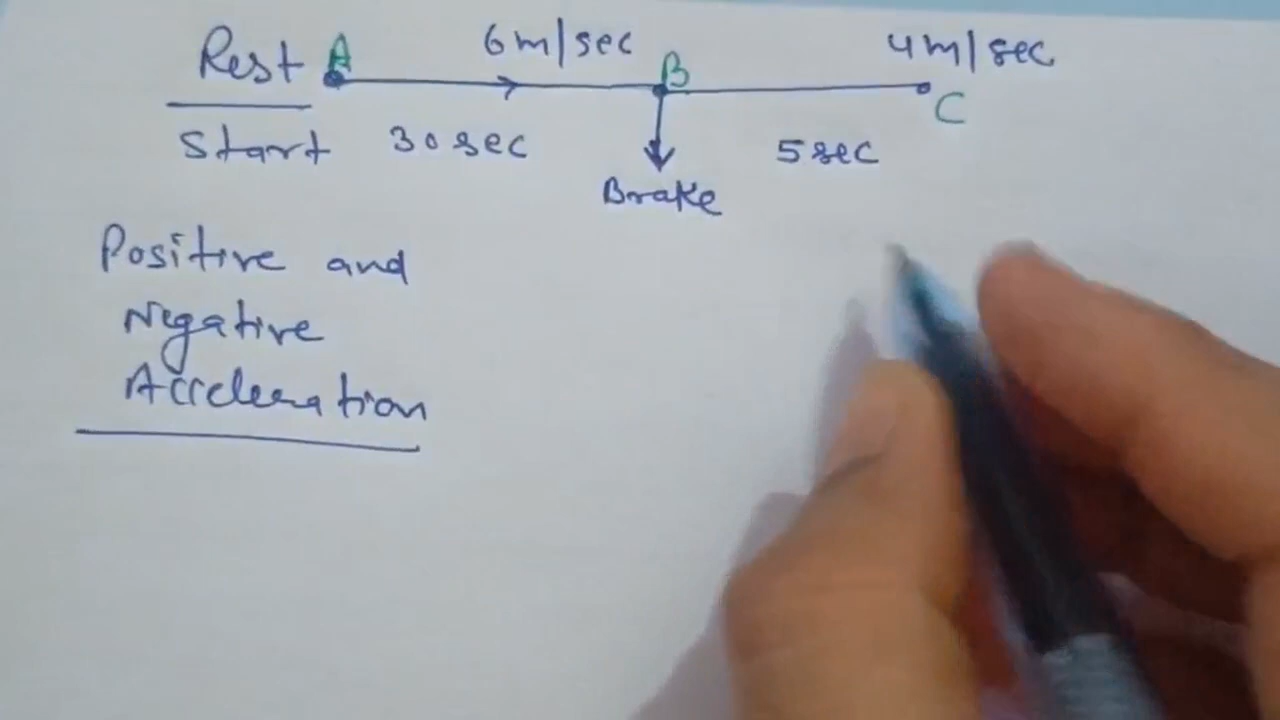 Rest A 6m/sec B 4m/sec
C
Start 30sec 5sec
Brake
Positive and
Negative
Acceleration